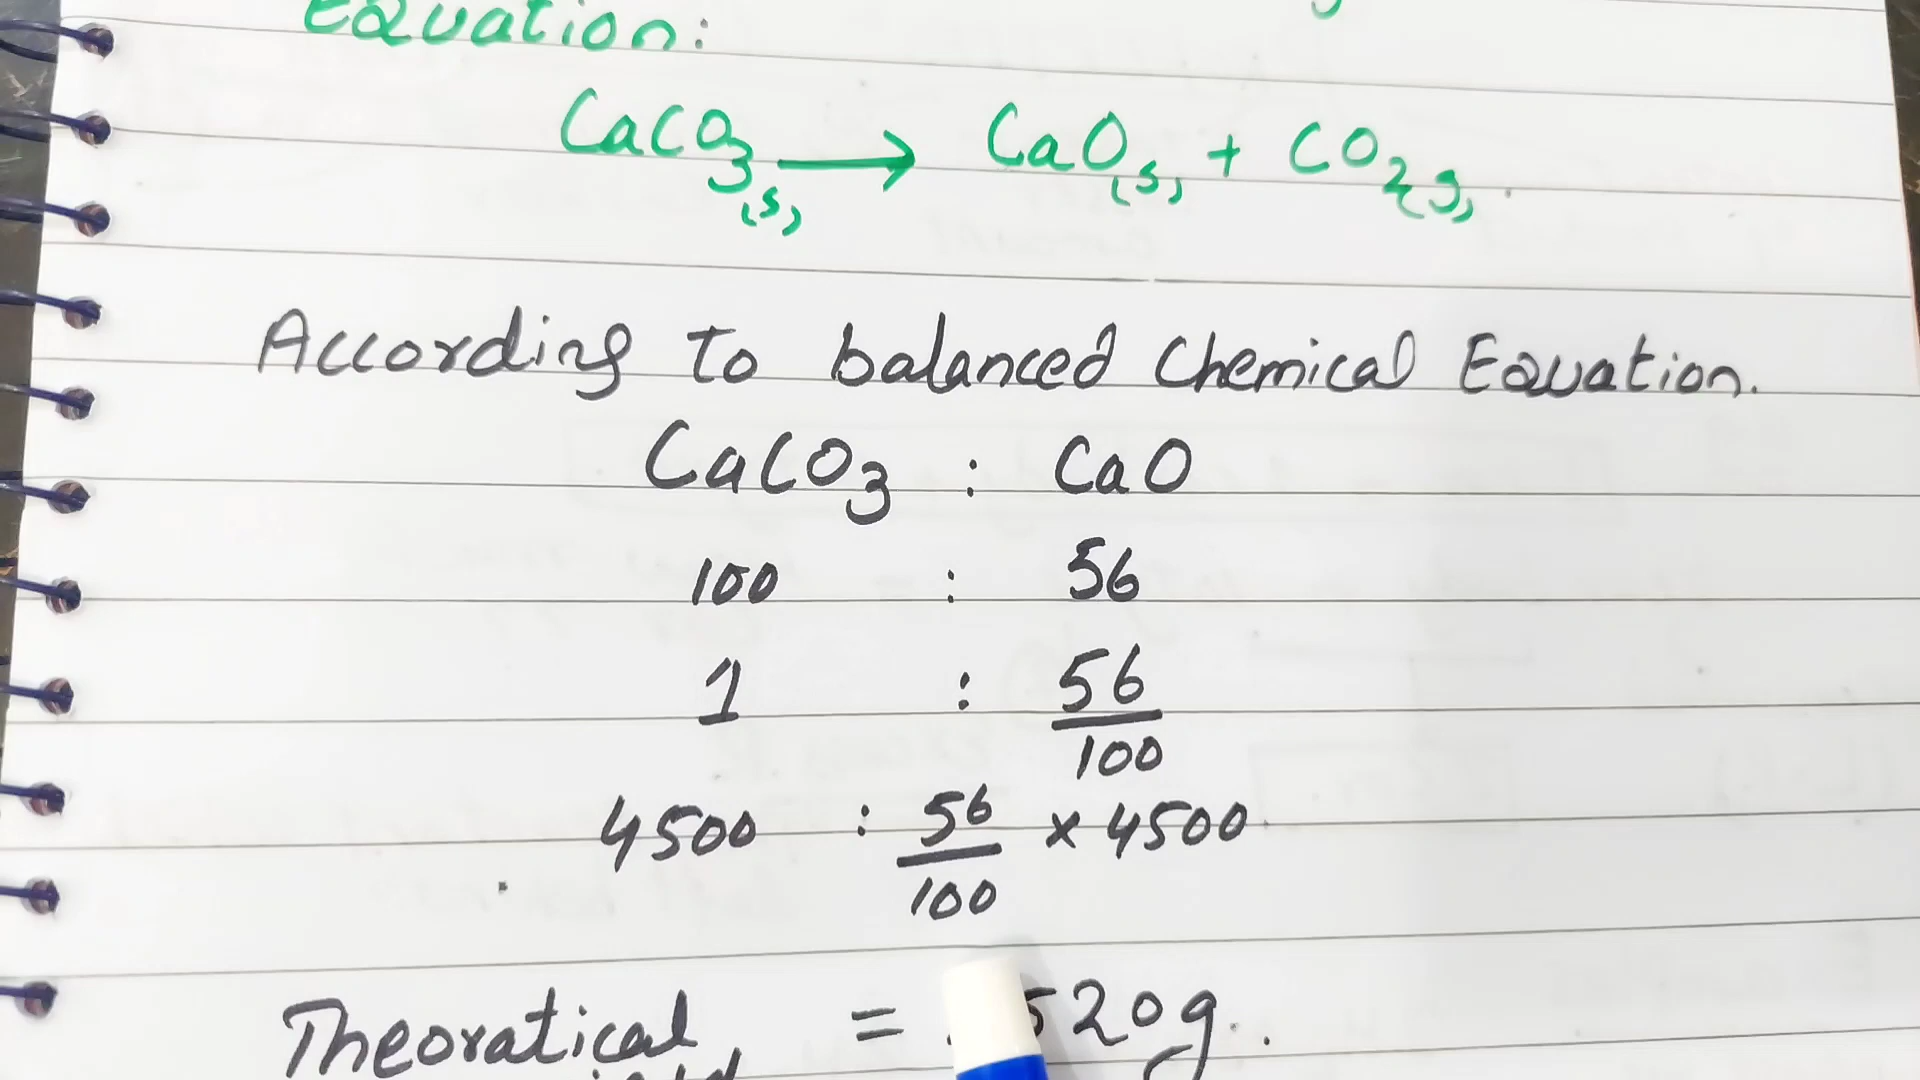 Equation:
CaCO₃(s) → CaO(s) + CO₂(g)
According to balanced Chemical Equation.
CaCO₃ : CaO
100 : 56
1 : 56/100
4500 : 56/100 × 4500
Theoratical = 520g.